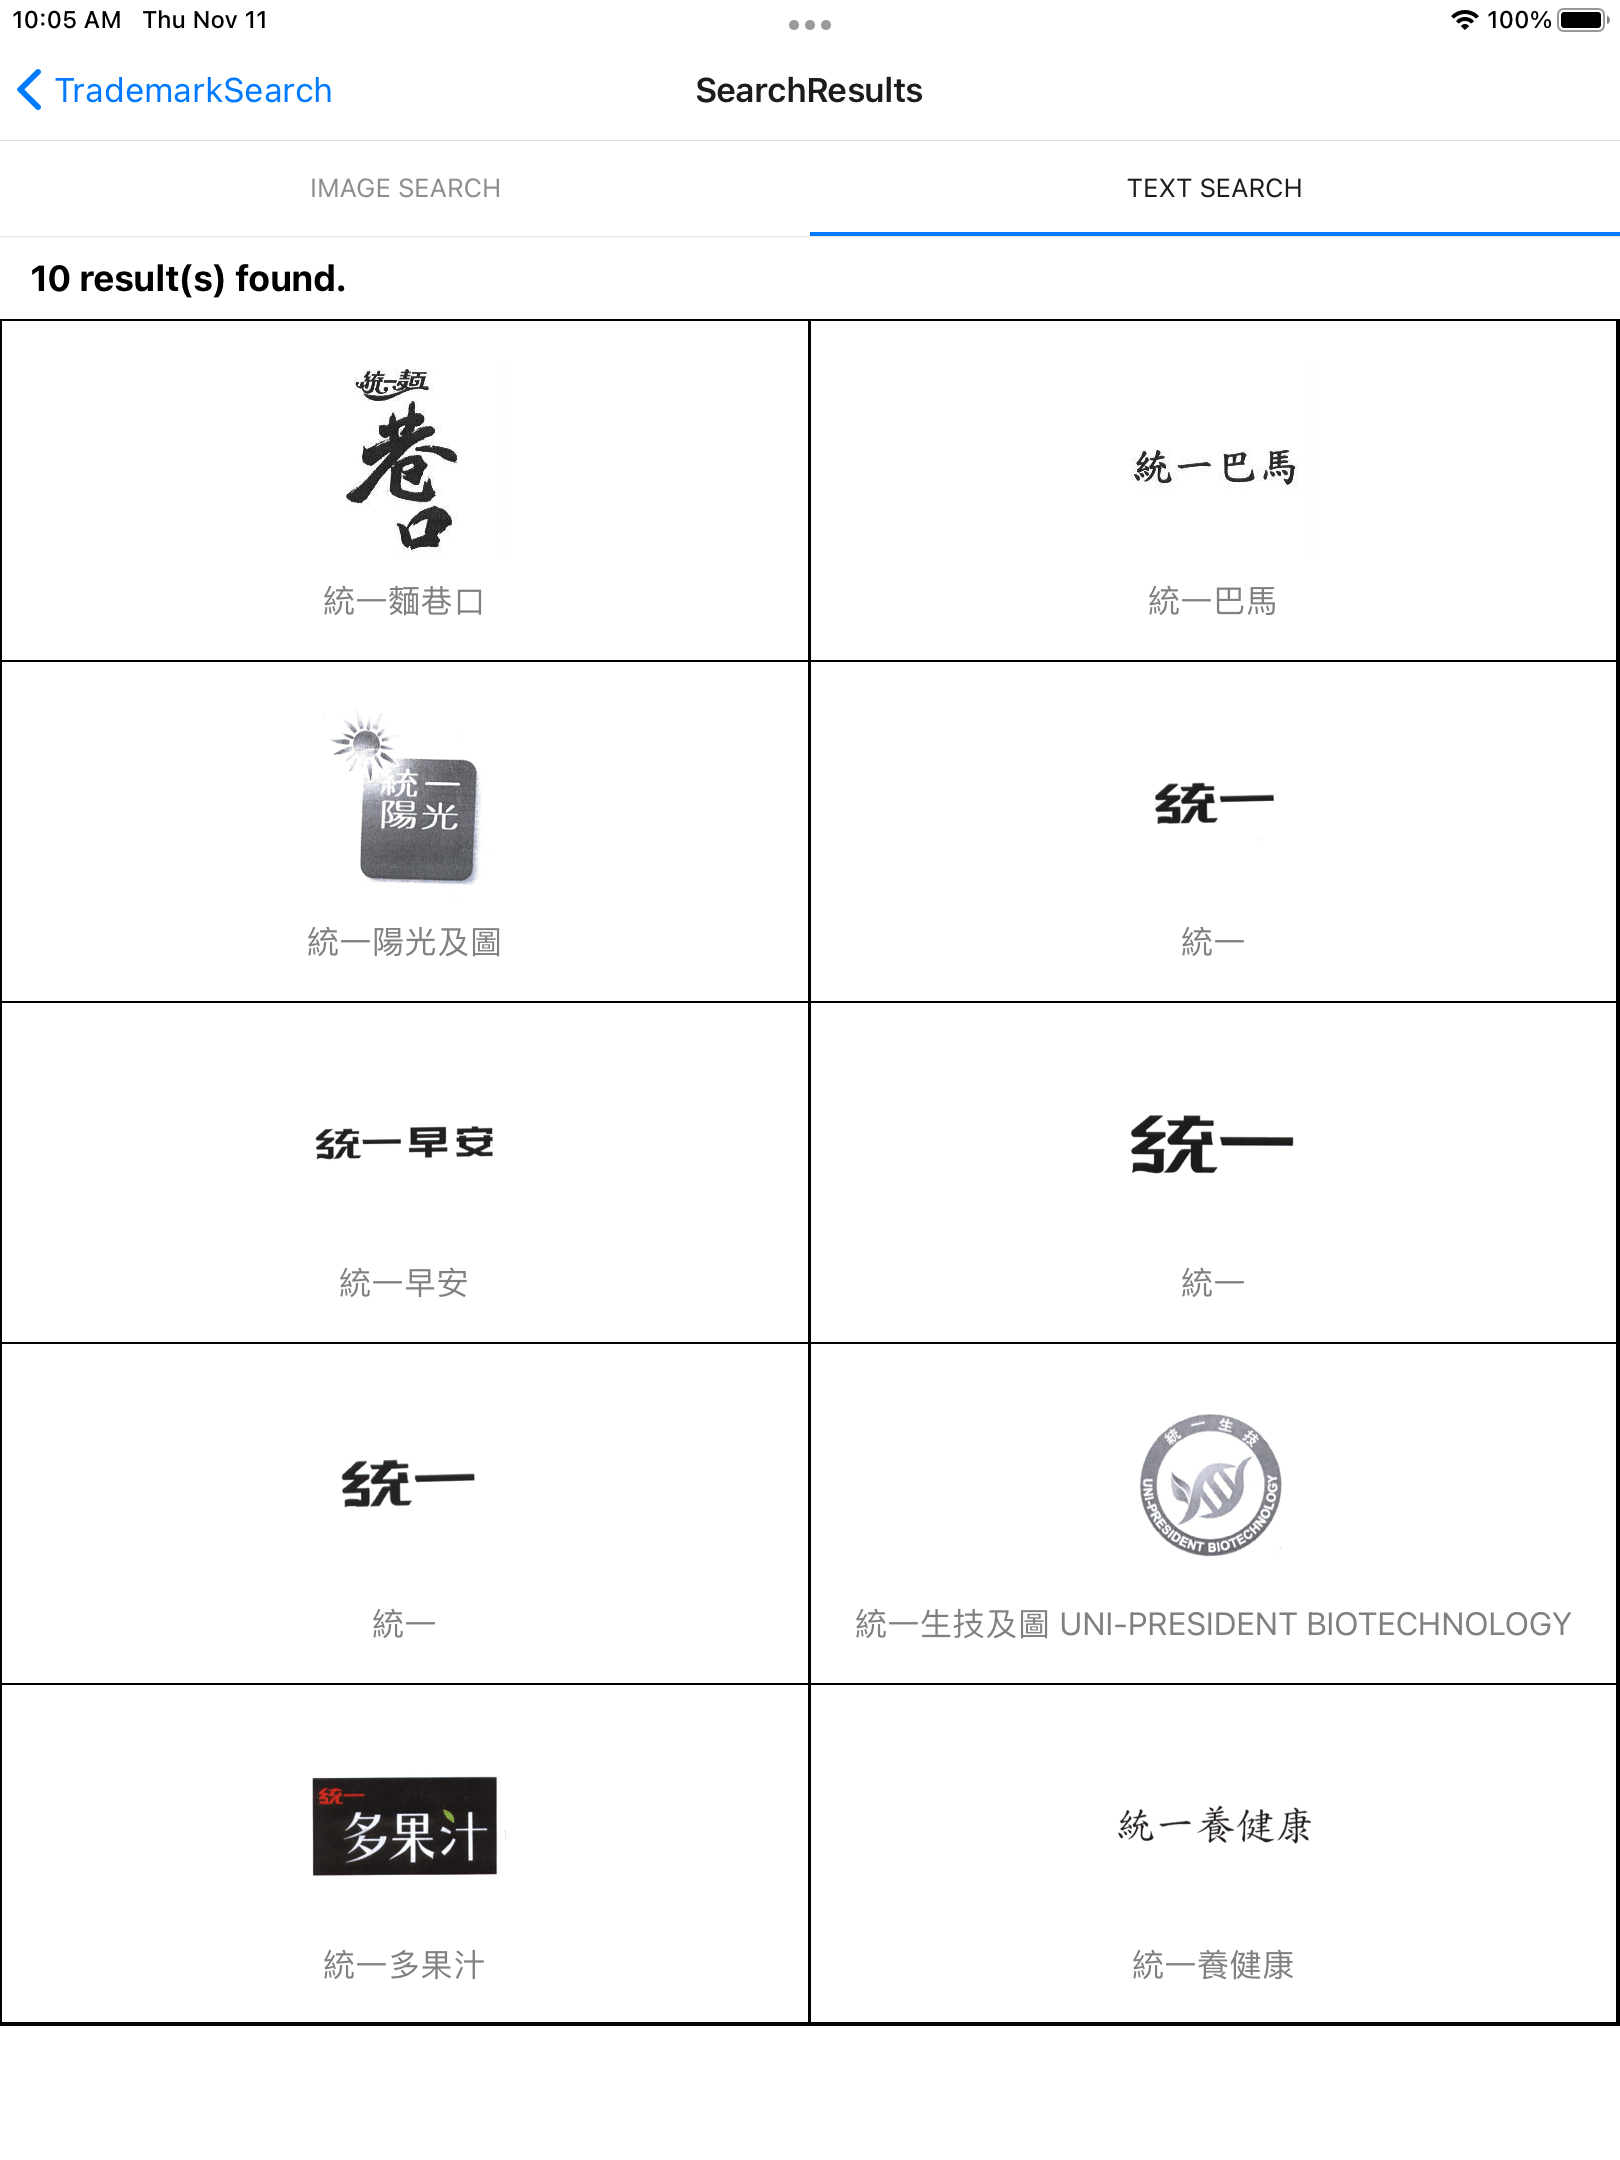 10:05 AM Thu Nov 11
100%
TrademarkSearch
SearchResults
IMAGE SEARCH
TEXT SEARCH
10 result(s) found.
統一麵
巷口
統一麵巷口
統一巴馬
統一巴馬
統一
陽光
統一陽光及圖
統一
統一
統一早安
統一早安
統一
統一
統一
統一
統一生技
UNI-PRESIDENT BIOTECHNOLOGY
統一生技及圖 UNI-PRESIDENT BIOTECHNOLOGY
統一
多果汁
統一多果汁
統一養健康
統一養健康